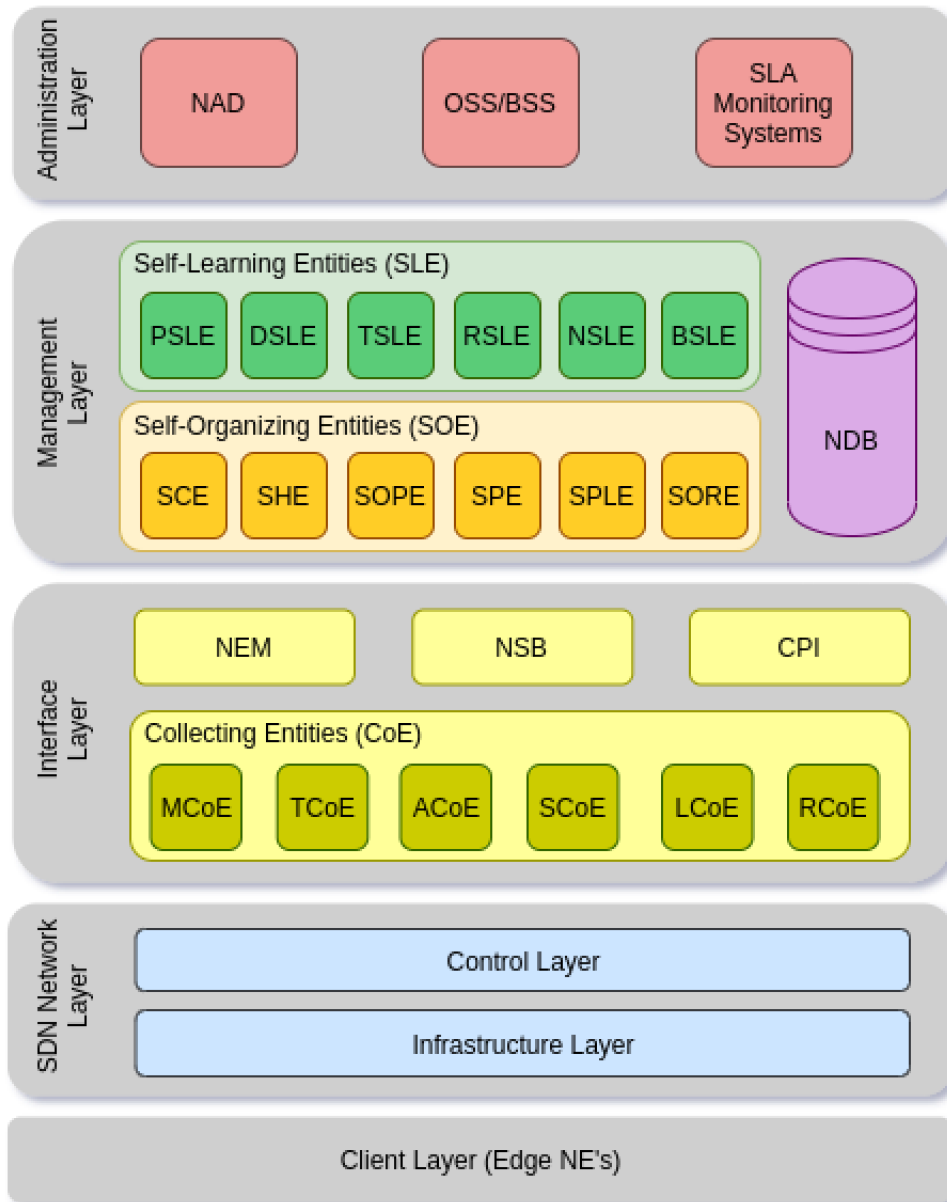 Administration
Layer
NAD
OSS/BSS
SLA
Monitoring
Systems
Management
Layer
Self-Learning Entities (SLE)
PSLE
DSLE
TSLE
RSLE
NSLE
BSLE
Self-Organizing Entities (SOE)
SCE
SHE
SOPE
SPE
SPLE
SORE
NDB
Interface
Layer
NEM
NSB
CPI
Collecting Entities (CoE)
MCoE
TCoE
ACoE
SCoE
LCoE
RCoE
SDN Network
Layer
Control Layer
Infrastructure Layer
Client Layer (Edge NE's)